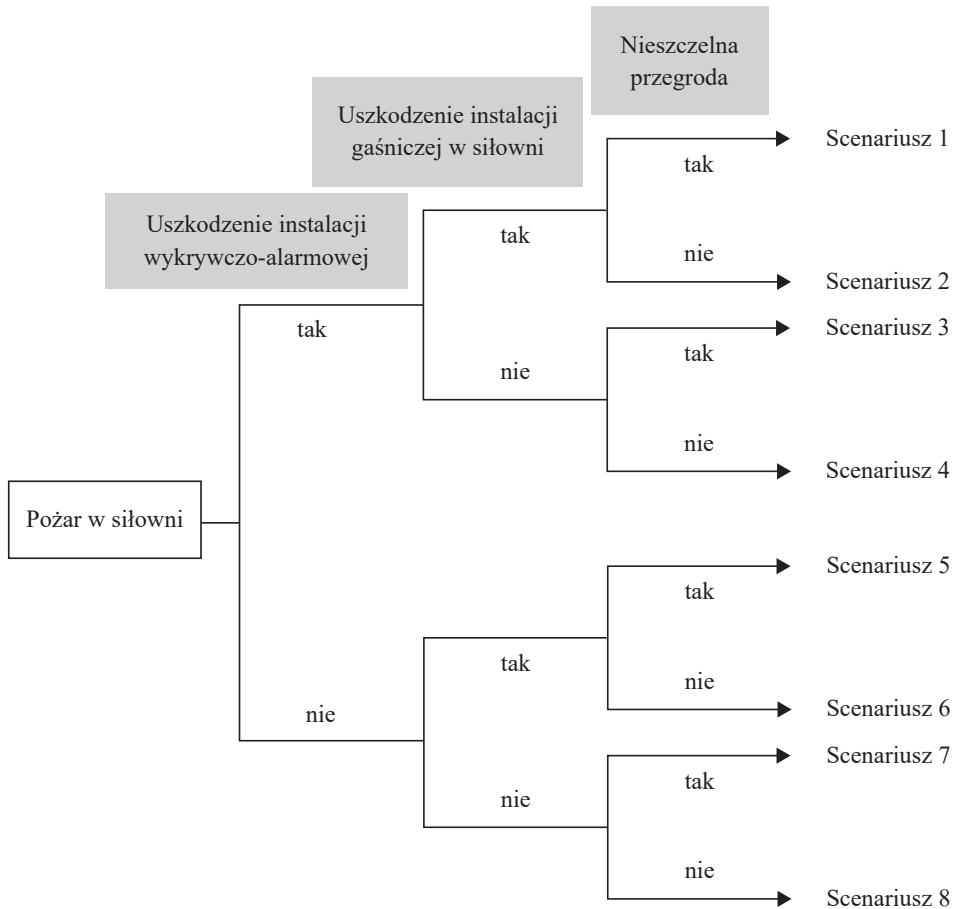 Nieszczelna
przegroda
Uszkodzenie instalacji
gaśniczej w siłowni
Uszkodzenie instalacji
wykrywczo-alarmowej
Scenariusz 1
tak
tak
nie
Scenariusz 2
tak
Scenariusz 3
tak
nie
nie
Scenariusz 4
Pożar w siłowni
Scenariusz 5
tak
tak
nie
Scenariusz 6
nie
Scenariusz 7
tak
nie
nie
Scenariusz 8